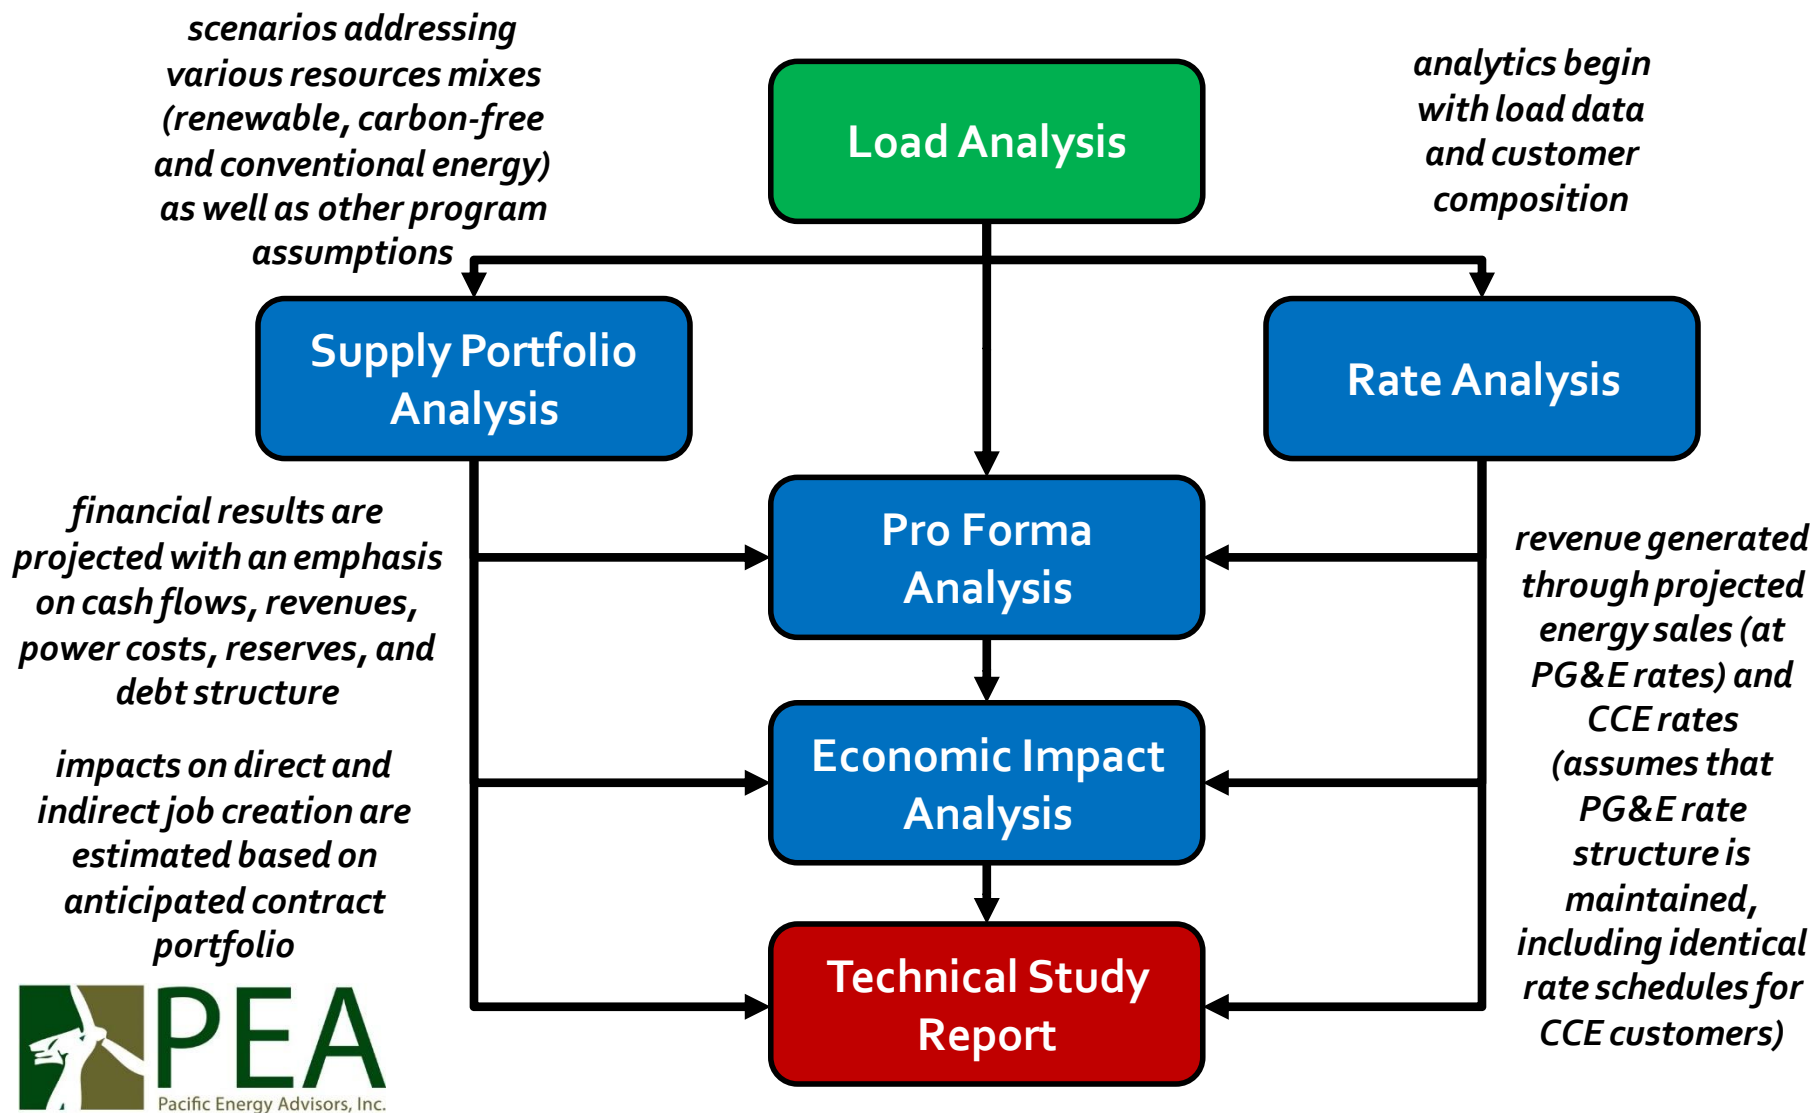 scenarios addressing
various resources mixes
(renewable, carbon-free
and conventional energy)
as well as other program
assumptions
Load Analysis
analytics begin
with load data
and customer
composition
Supply Portfolio
Analysis
Rate Analysis
financial results are
projected with an emphasis
on cash flows, revenues,
power costs, reserves, and
debt structure
Pro Forma
Analysis
revenue generated
through projected
energy sales (at
PG&E rates) and
CCE rates
(assumes that
PG&E rate
structure is
maintained,
including identical
rate schedules for
CCE customers)
impacts on direct and
indirect job creation are
estimated based on
anticipated contract
portfolio
Economic Impact
Analysis
Technical Study
Report
PEA
Pacific Energy Advisors, Inc.